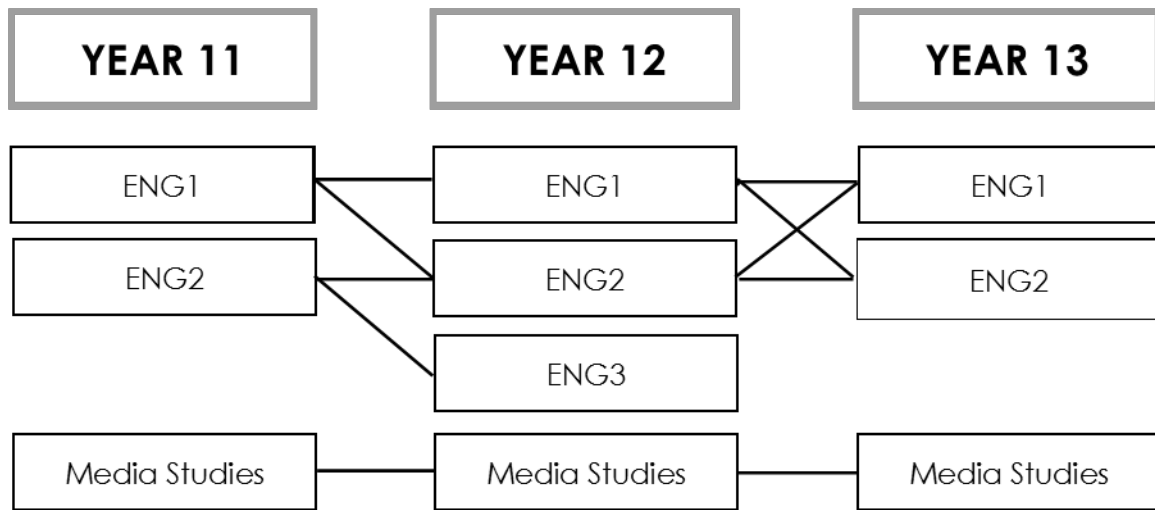 YEAR 11
YEAR 12
YEAR 13
ENG1
ENG1
ENG1
ENG2
ENG2
ENG2
ENG3
Media Studies
Media Studies
Media Studies